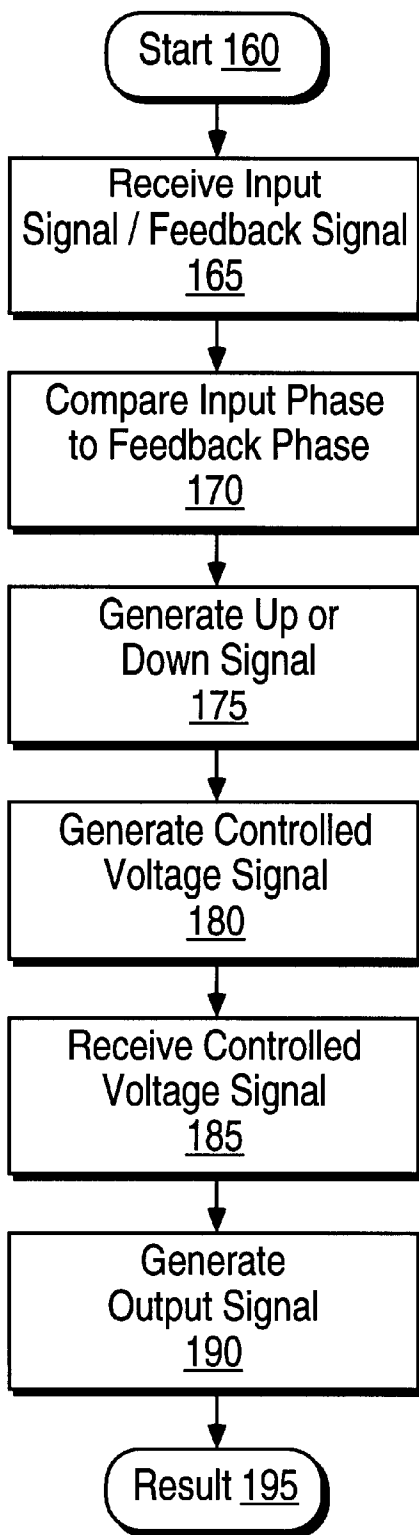 Start 160
Receive Input
Signal / Feedback Signal
165
Compare Input Phase
to Feedback Phase
170
Generate Up or
Down Signal
175
Generate Controlled
Voltage Signal
180
Receive Controlled
Voltage Signal
185
Generate
Output Signal
190
Result 195